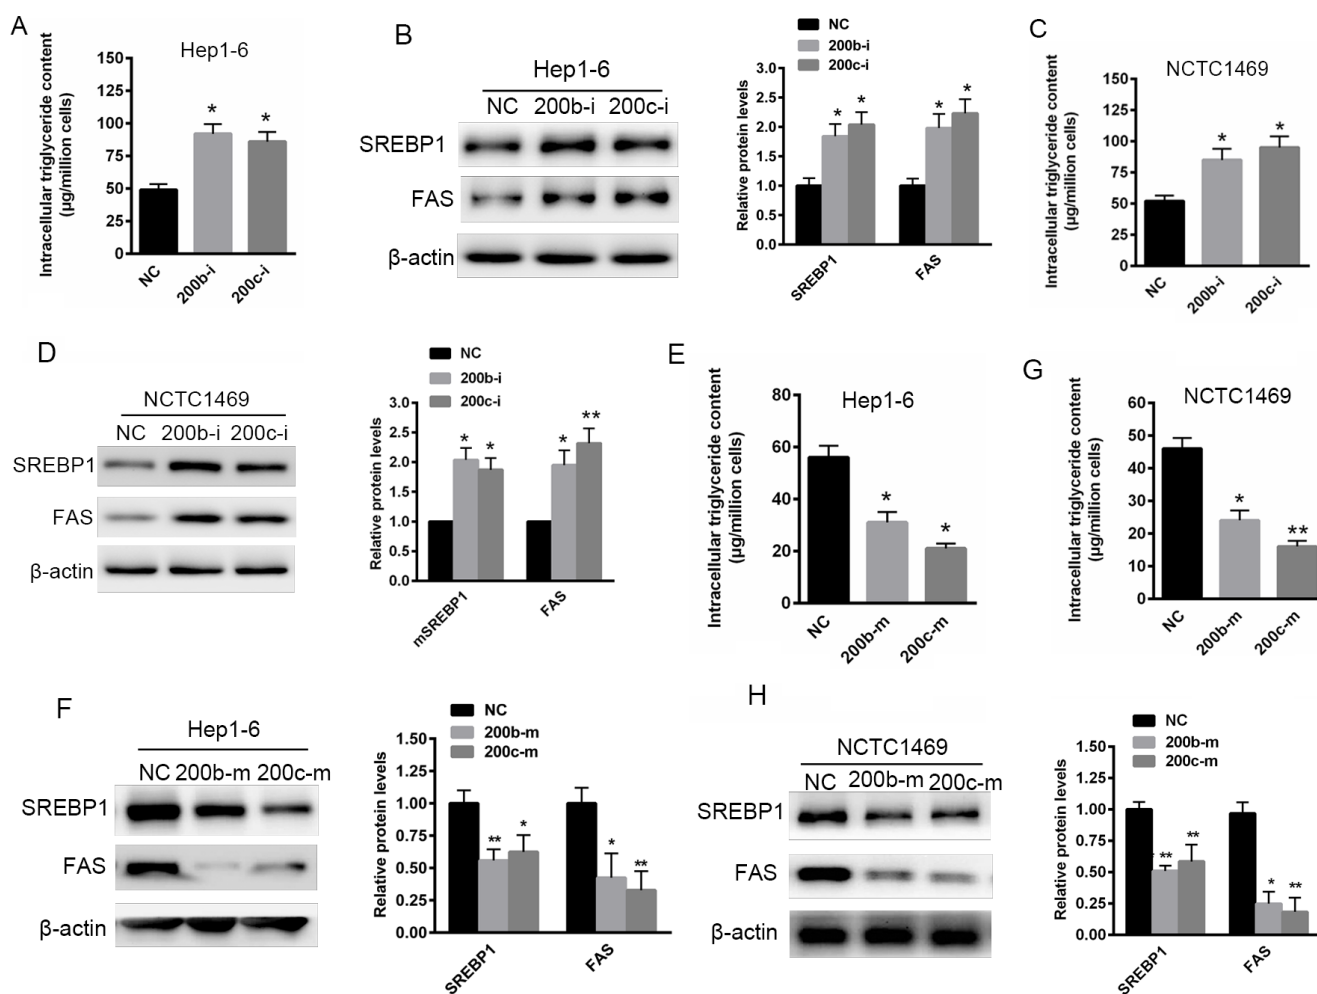 A
Hep1-6
Intracellular triglyceride content
(μg/million cells)
150
125
100
75
50
25
0
*
*
NC
200b-i
200c-i
B
Hep1-6
NC 200b-i 200c-i
SREBP1
FAS
β-actin
NC
200b-i
200c-i
Relative protein levels
3.0
2.5
2.0
1.5
1.0
0.5
0.0
* *
* *
SREBP1
FAS
C
NCTC1469
Intracellular triglyceride content
(μg/million cells)
150
125
100
75
50
25
0
*
*
NC
200b-i
200c-i
D
NCTC1469
NC 200b-i 200c-i
SREBP1
FAS
β-actin
NC
200b-i
200c-i
Relative protein levels
3.0
2.5
2.0
1.5
1.0
0.5
0.0
* *
* **
mSREBP1
FAS
E
Hep1-6
Intracellular triglyceride content
(μg/million cells)
80
60
40
20
0
*
*
NC
200b-m
200c-m
G
NCTC1469
Intracellular triglyceride content
(μg/million cells)
60
50
40
30
20
10
0
*
**
NC
200b-m
200c-m
F
Hep1-6
NC 200b-m 200c-m
SREBP1
FAS
β-actin
NC
200b-m
200c-m
Relative protein levels
1.50
1.25
1.00
0.75
0.50
0.25
0.00
** *
* **
SREBP1
FAS
H
NCTC1469
NC 200b-m 200c-m
SREBP1
FAS
β-actin
NC
200b-m
200c-m
Relative protein levels
1.50
1.25
1.00
0.75
0.50
0.25
0.00
** **
* **
SREBP1
FAS